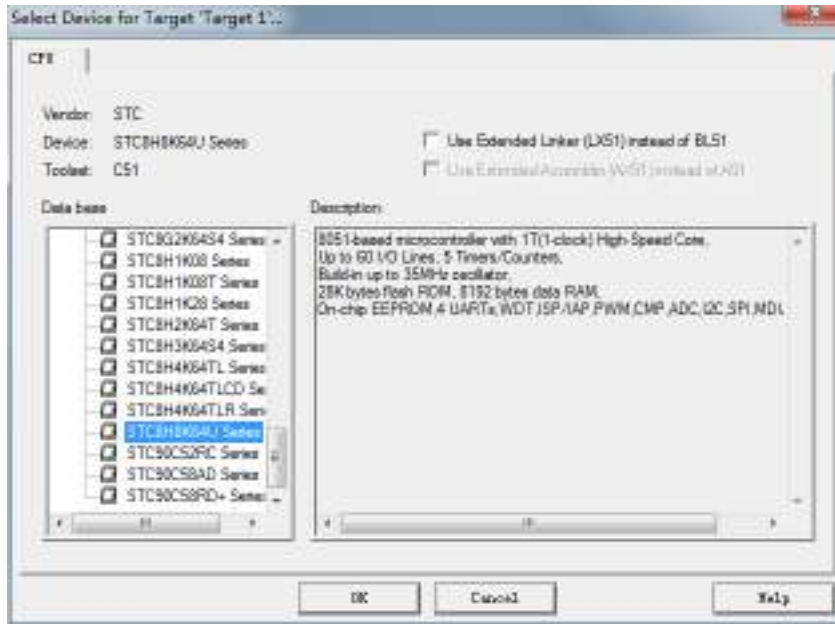 Select Device for Target 'Target 1'...
CPU
Vendor: STC
Device: STC8H8K64U Series
Toolset: C51
Use Extended Linker (LX51) instead of BL51
Use Extended Assembler (AX51) instead of A51
Data base
STC8G2K64S4 Series
STC8H1K08 Series
STC8H1K08T Series
STC8H1K28 Series
STC8H2K64T Series
STC8H3K64S4 Series
STC8H4K64TL Series
STC8H4K64TLCD Se
STC8H4K64TLR Seri
STC8H8K64U Series
STC90C52RC Series
STC90C58AD Series
STC90C58RD+ Series
Description:
8051-based microcontroller with 1T(1-clock) High-Speed Core,
Up to 60 I/O Lines, 5 Timers/Counters,
Build-in up to 35MHz oscillator,
28K bytes flash ROM, 8192 bytes data RAM,
On-chip EEPROM,4 UARTs,WDT,ISP/IAP,PWM,CMP,ADC,I2C,SPI,MDU,
OK
Cancel
Help